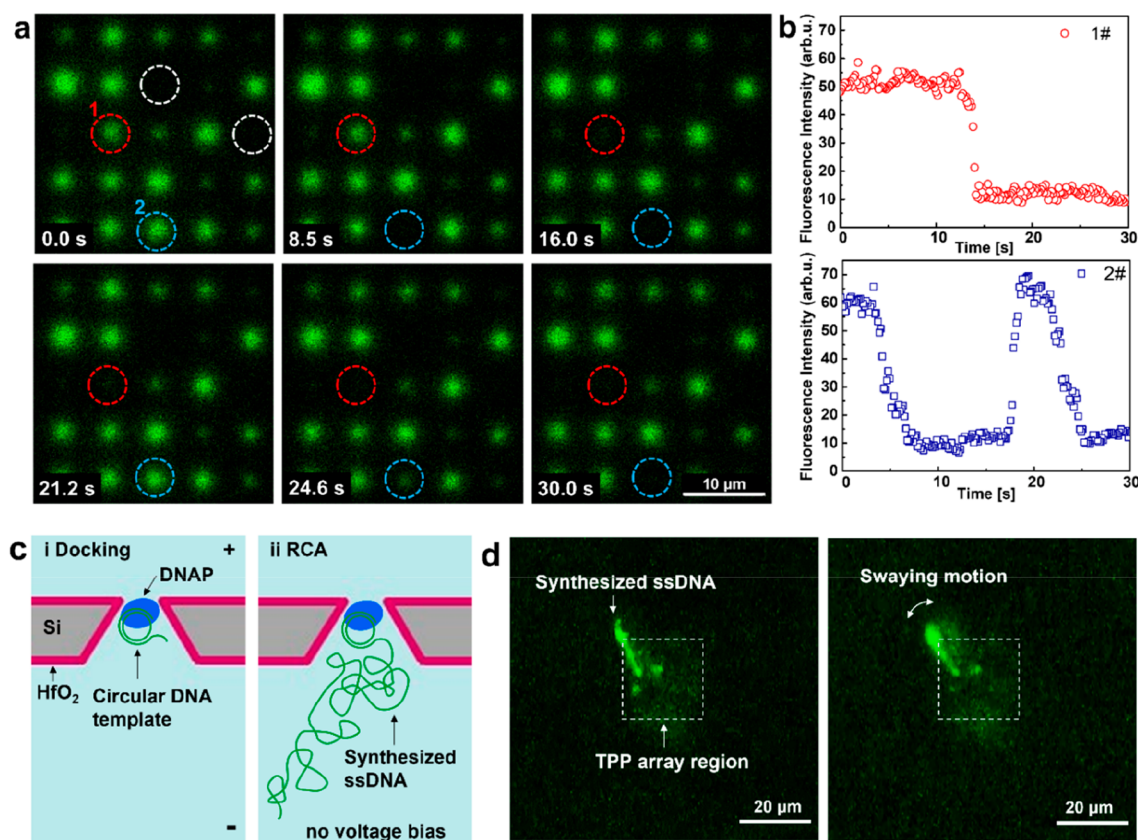 a
1
2
0.0 s
8.5 s
16.0 s
21.2 s
24.6 s
30.0 s
10 µm
b
Fluorescence Intensity (arb.u.)
70
60
50
40
30
20
10
0
1#
0 10 20 30
Time [s]
Fluorescence Intensity (arb.u.)
70
60
50
40
30
20
10
0
2#
0 10 20 30
Time [s]
c
i Docking
+
DNAP
Si
HfO2
Circular DNA
template
-
ii RCA
Synthesized
ssDNA
no voltage bias
d
Synthesized ssDNA
TPP array region
20 µm
Swaying motion
20 µm